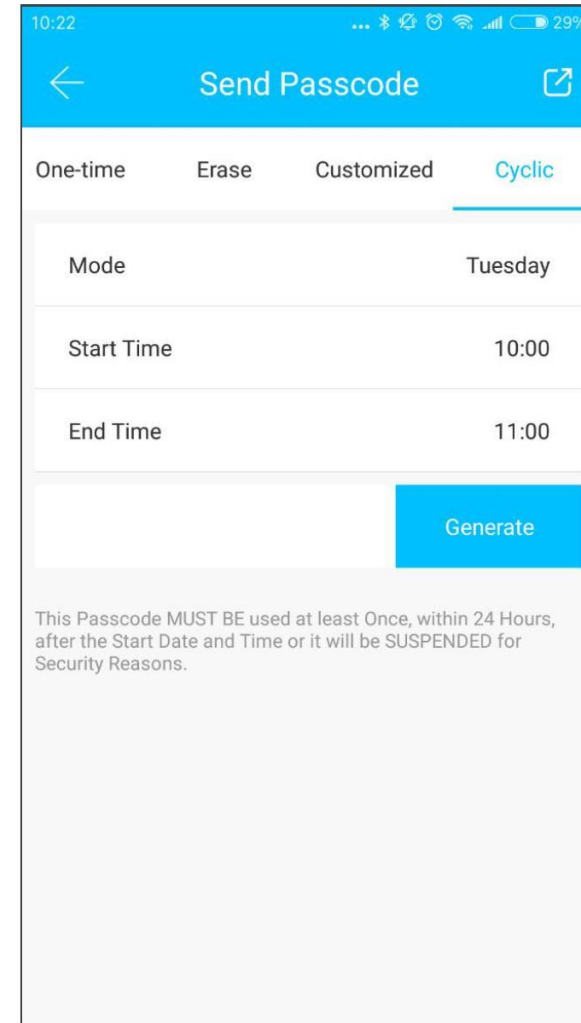 10:22 ... 29%
Send Passcode
One-time Erase Customized Cyclic
Mode Tuesday
Start Time 10:00
End Time 11:00
Generate
This Passcode MUST BE used at least Once, within 24 Hours,
after the Start Date and Time or it will be SUSPENDED for
Security Reasons.